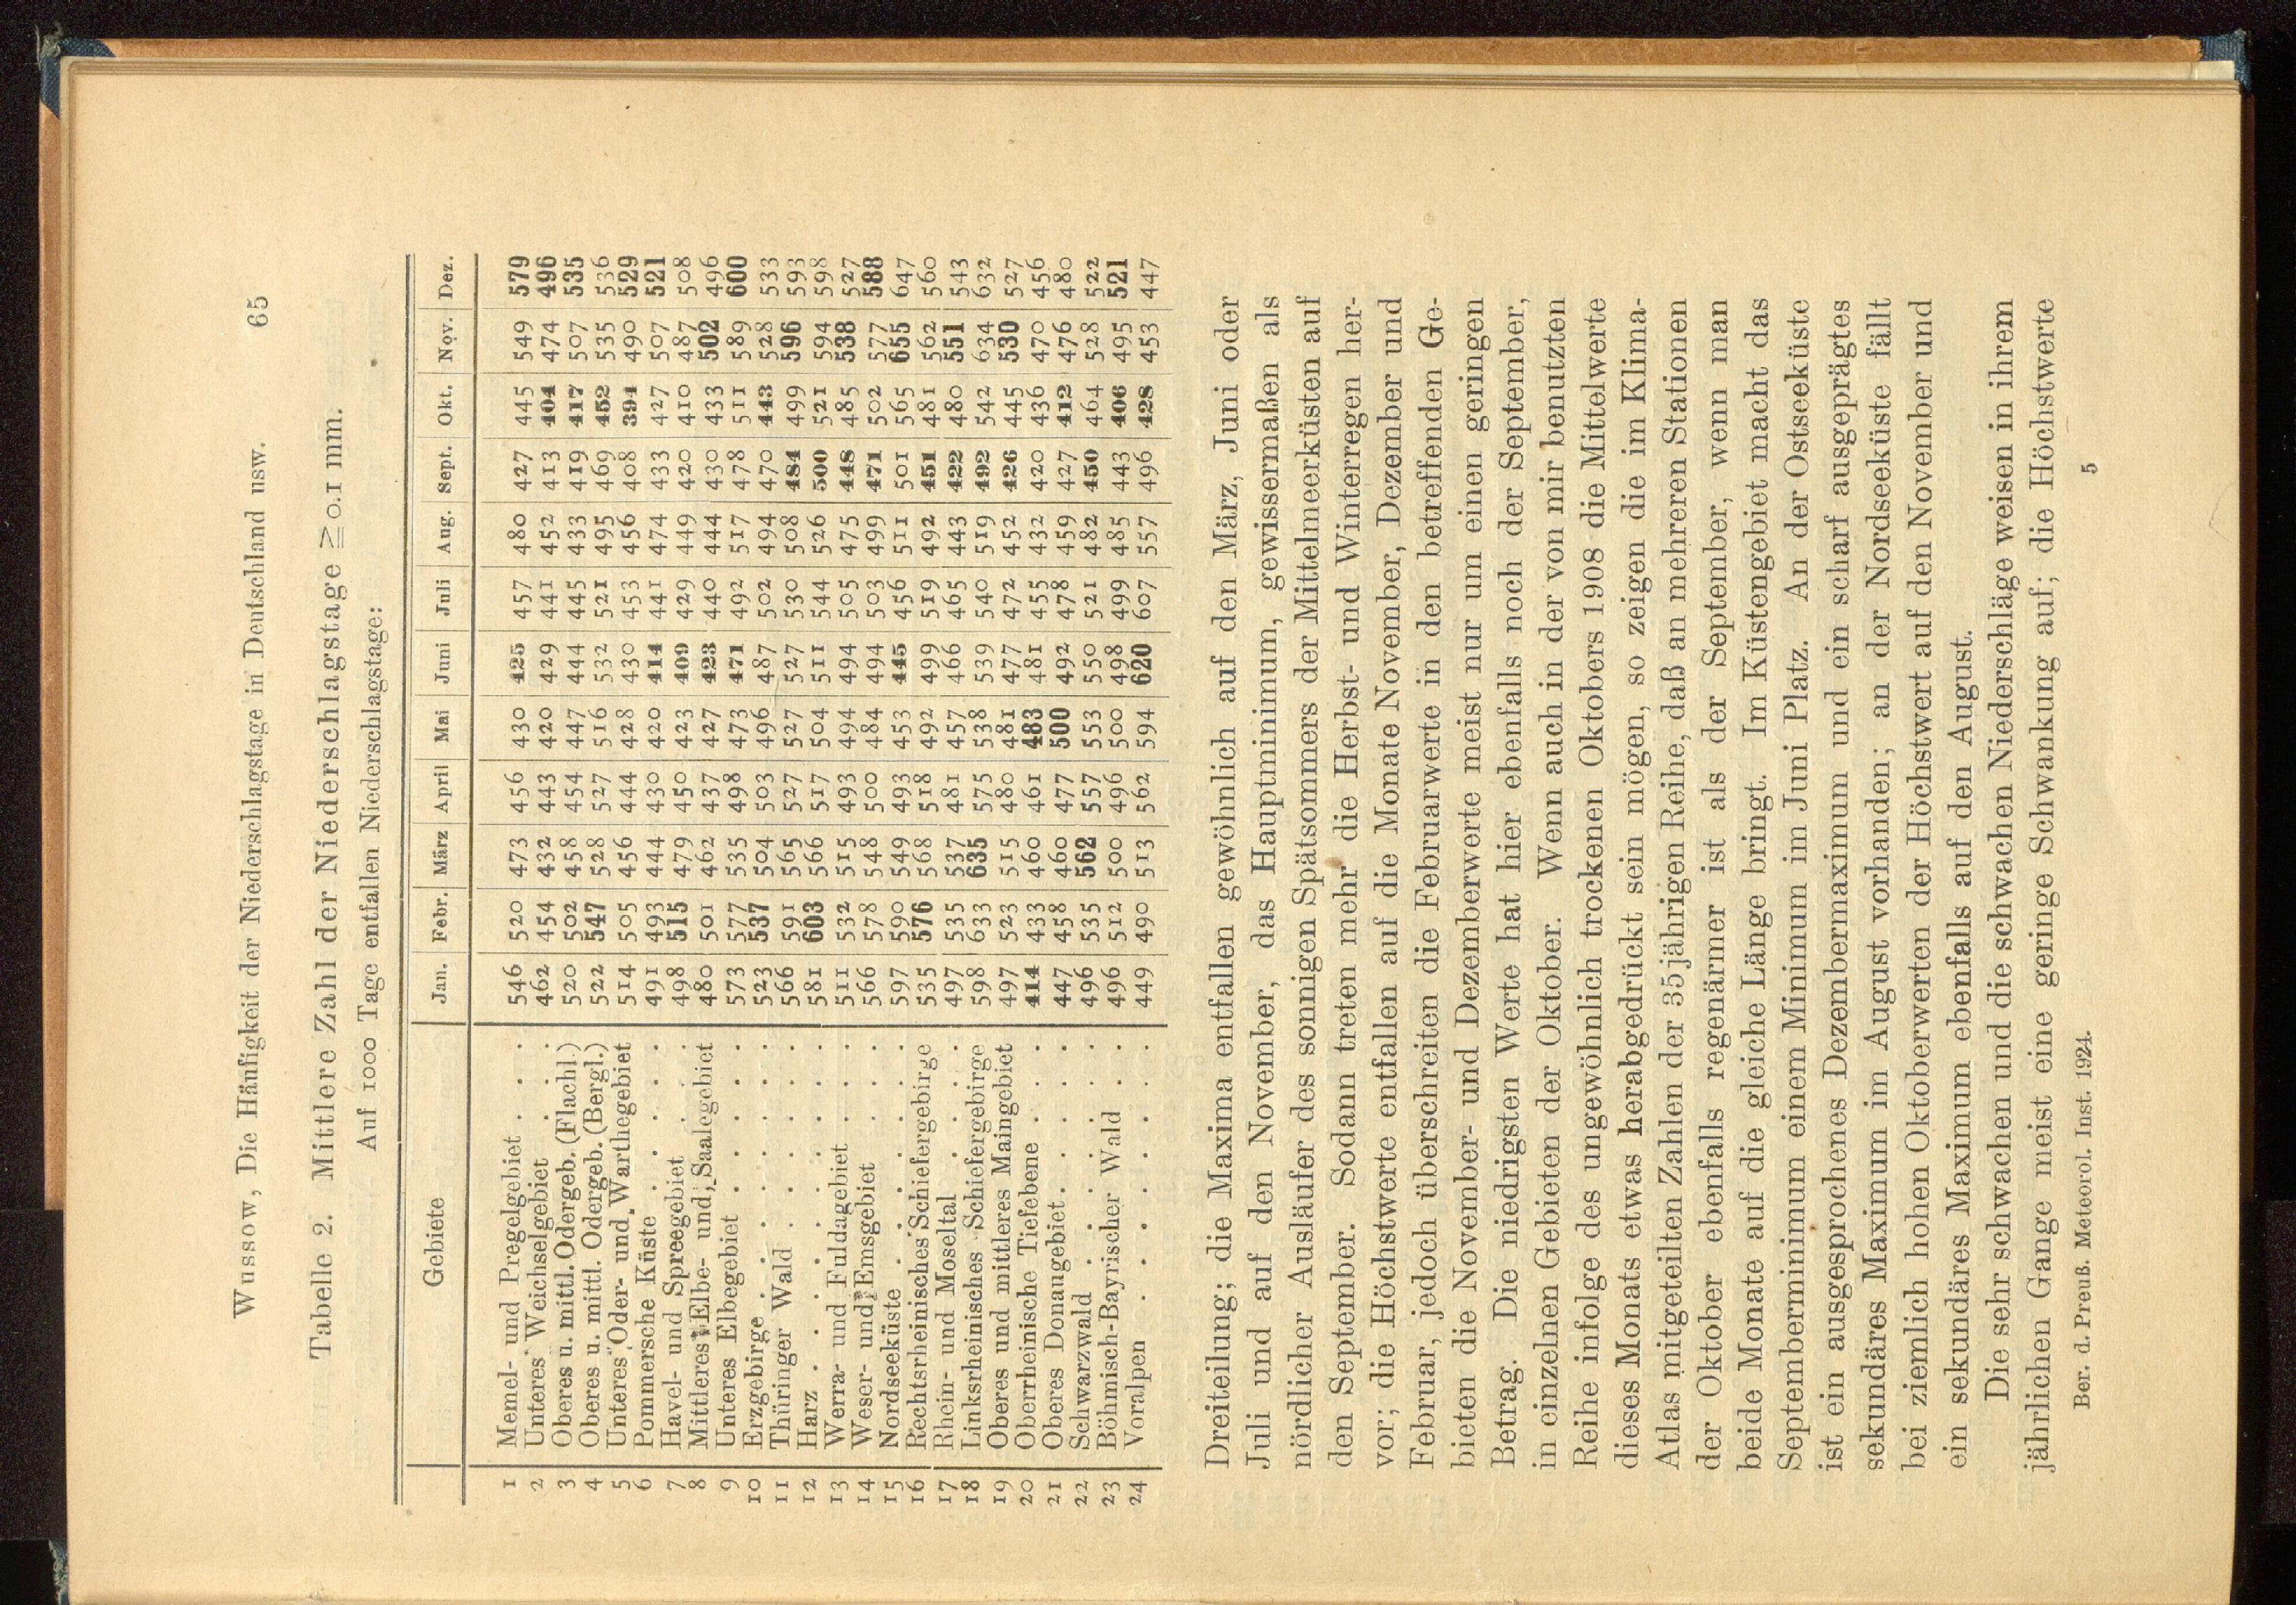 Wussow, Die Häufigkeit der Niederschlagstage in Deutschland usw. 65
Tabelle 2. Mittlere Zahl der Niederschlagstage ≧ 0.1 mm.
Auf 1000 Tage entfallen Niederschlagstage:
Gebiete Jan. Febr. März April Mai Juni Juli Aug. Sept. Okt. Nov. Dez.
1 Memel- und Pregelgebiet . . . 546 520 473 456 430 425 457 480 427 445 549 579
2 Unteres Weichselgebiet . . . 462 454 432 443 420 429 441 452 413 404 474 496
3 Oberes u. mittl. Odergeb. (Flachl.) 520 502 458 454 447 444 445 433 419 417 507 535
4 Oberes u. mittl. Odergeb. (Bergl.) 522 547 528 527 516 532 521 495 469 452 535 536
5 Unteres Oder- und Warthegebiet 514 505 456 444 428 430 453 456 408 394 490 529
6 Pommersche Küste . . . . . 491 493 444 430 420 414 441 474 433 427 507 521
7 Havel- und Spreegebiet . . . 498 515 479 450 423 409 429 449 420 410 487 508
8 Mittleres Elbe- und Saalegebiet 480 501 462 437 427 423 440 444 430 433 502 496
9 Unteres Elbegebiet . . . . . 573 577 535 498 473 471 492 517 478 511 589 600
10 Erzgebirge . . . . . . . 523 537 504 503 496 487 502 494 470 443 528 533
11 Thüringer Wald . . . . . . 566 591 565 527 527 527 530 508 484 499 596 593
12 Harz . . . . . . . . . 581 603 566 517 504 511 544 526 500 521 594 598
13 Werra- und Fuldagebiet . . . 511 532 515 493 494 494 505 475 448 485 538 527
14 Weser- und Emsgebiet . . . 566 578 548 500 484 494 503 499 471 502 577 588
15 Nordseeküste . . . . . . 597 590 549 493 453 445 456 511 501 565 655 647
16 Rechtsrheinisches Schiefergebirge 535 576 568 518 492 499 519 492 451 481 562 560
17 Rhein- und Moseltal . . . . 497 535 537 481 457 466 465 443 422 480 551 543
18 Linksrheinisches Schiefergebirge 598 633 635 575 538 539 540 519 492 542 634 632
19 Oberes und mittleres Maingebiet 497 523 515 480 481 477 472 452 426 445 530 527
20 Oberrheinische Tiefebene . . . 414 433 460 461 483 481 455 432 420 436 470 456
21 Oberes Donaugebiet . . . . . 447 458 460 477 500 492 478 459 427 412 476 480
22 Schwarzwald . . . . . . . 496 535 562 557 553 550 521 482 450 464 528 522
23 Böhmisch-Bayrischer Wald . . 496 512 500 496 500 498 499 485 443 406 495 521
24 Voralpen . . . . . . . . 449 490 513 562 594 620 607 557 496 428 453 447
Dreiteilung; die Maxima entfallen gewöhnlich auf den März, Juni oder
Juli und auf den November, das Hauptminimum, gewissermaßen als
nördlicher Ausläufer des sonnigen Spätsommers der Mittelmeerküsten auf
den September. Sodann treten mehr die Herbst- und Winterregen her-
vor; die Höchstwerte entfallen auf die Monate November, Dezember und
Februar, jedoch überschreiten die Februarwerte in den betreffenden Ge-
bieten die November- und Dezemberwerte meist nur um einen geringen
Betrag. Die niedrigsten Werte hat hier ebenfalls noch der September,
in einzelnen Gebieten der Oktober. Wenn auch in der von mir benutzten
Reihe infolge des ungewöhnlich trockenen Oktobers 1908 die Mittelwerte
dieses Monats etwas herabgedrückt sein mögen, so zeigen die im Klima-
Atlas mitgeteilten Zahlen der 35jährigen Reihe, daß an mehreren Stationen
der Oktober ebenfalls regenärmer ist als der September, wenn man
beide Monate auf die gleiche Länge bringt. Im Küstengebiet macht das
Septemberminimum einem Minimum im Juni Platz. An der Ostseeküste
ist ein ausgesprochenes Dezembermaximum und ein scharf ausgeprägtes
sekundäres Maximum im August vorhanden; an der Nordseeküste fällt
bei ziemlich hohen Oktoberwerten der Höchstwert auf den November und
ein sekundäres Maximum ebenfalls auf den August.
Die sehr schwachen und die schwachen Niederschläge weisen in ihrem
jährlichen Gange meist eine geringe Schwankung auf; die Höchstwerte
Ber. d. Preuß. Meteorol. Inst. 1924. 5